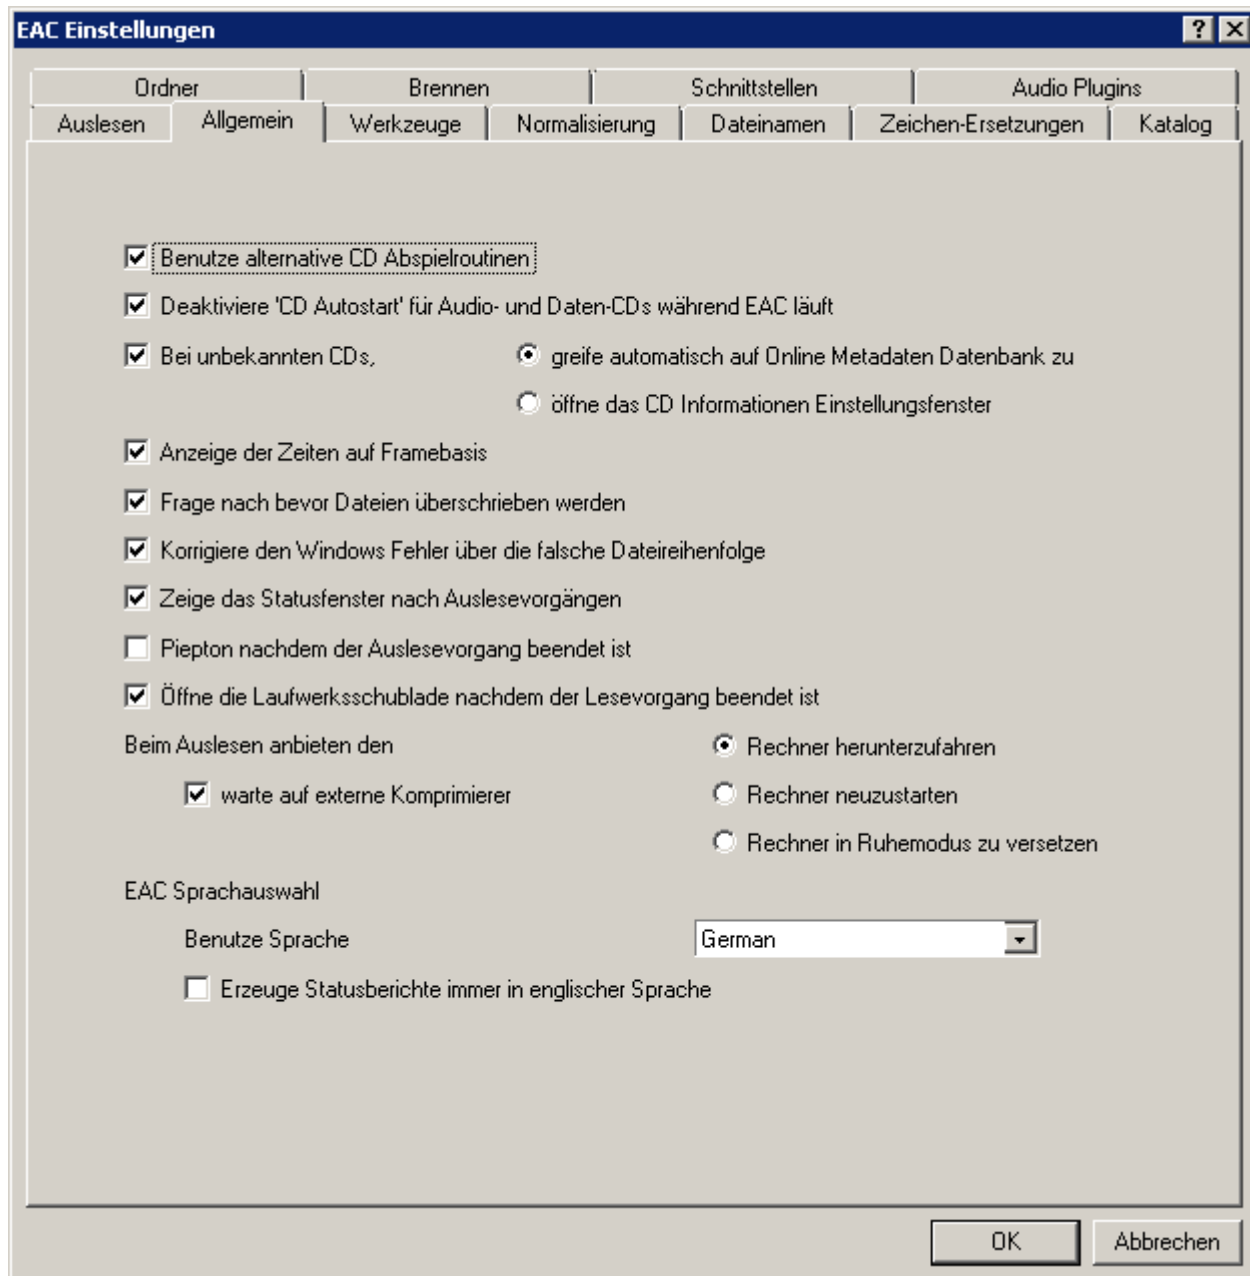 EAC Einstellungen
Ordner Brennen Schnittstellen Audio Plugins
Auslesen Allgemein Werkzeuge Normalisierung Dateinamen Zeichen-Ersetzungen Katalog
Benutze alternative CD Abspielroutinen
Deaktiviere 'CD Autostart' für Audio- und Daten-CDs während EAC läuft
Bei unbekannten CDs, greife automatisch auf Online Metadaten Datenbank zu
öffne das CD Informationen Einstellungsfenster
Anzeige der Zeiten auf Framebasis
Frage nach bevor Dateien überschrieben werden
Korrigiere den Windows Fehler über die falsche Dateireihenfolge
Zeige das Statusfenster nach Auslesevorgängen
Piepton nachdem der Auslesevorgang beendet ist
Öffne die Laufwerksschublade nachdem der Lesevorgang beendet ist
Beim Auslesen anbieten den Rechner herunterzufahren
warte auf externe Komprimierer Rechner neuzustarten
Rechner in Ruhemodus zu versetzen
EAC Sprachauswahl
Benutze Sprache German
Erzeuge Statusberichte immer in englischer Sprache
OK Abbrechen